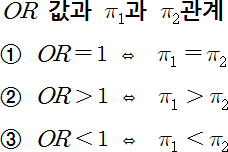 OR 값과 π₁과 π₂관계
① OR=1 ⇔ π₁=π₂
② OR>1 ⇔ π₁>π₂
③ OR<1 ⇔ π₁<π₂